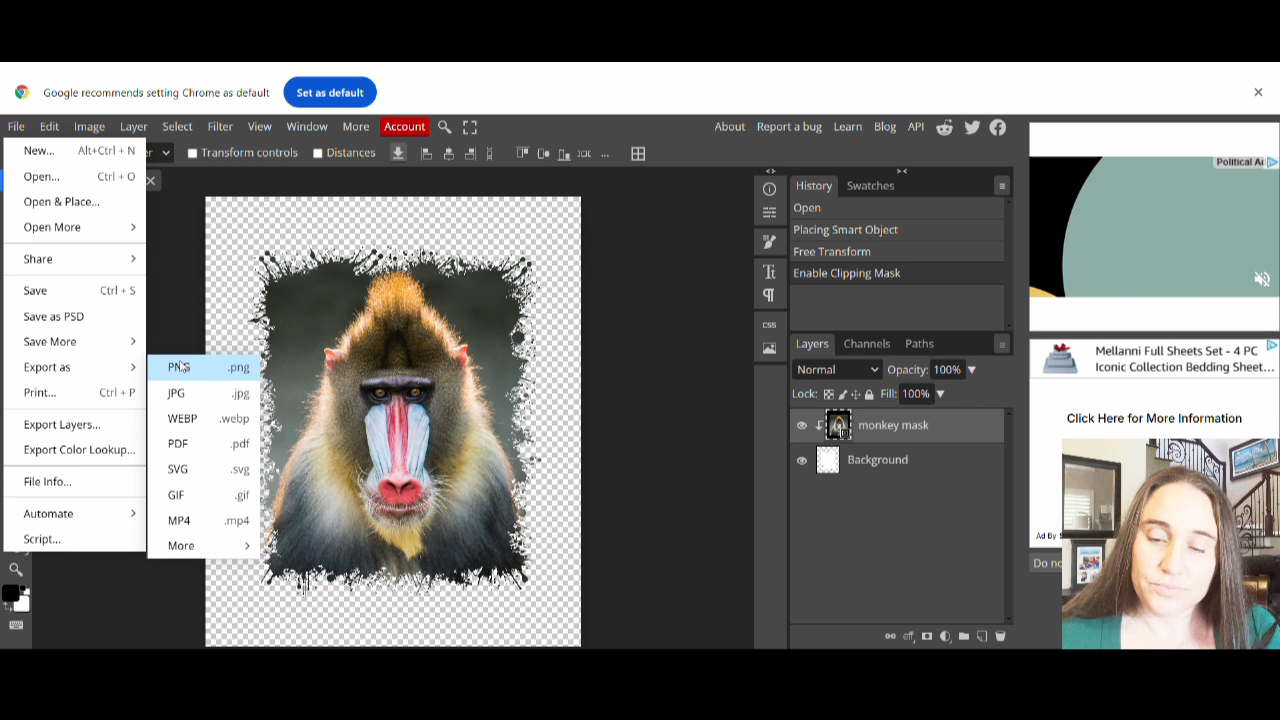 Google recommends setting Chrome as default
Set as default
File Edit Image Layer Select Filter View Window More Account
About Report a bug Learn Blog API
Transform controls Distances ...
New... Alt+Ctrl + N
Open... Ctrl + O
Open & Place...
Open More
Share
Save Ctrl + S
Save as PSD
Save More
Export as
Print... Ctrl + P
Export Layers...
Export Color Lookup...
File Info...
Automate
Script...
PNG .png
JPG .jpg
WEBP .webp
PDF .pdf
SVG .svg
GIF .gif
MP4 .mp4
More
History Swatches
Open
Placing Smart Object
Free Transform
Enable Clipping Mask
CSS
Layers Channels Paths
Normal Opacity: 100%
Lock: Fill: 100%
monkey mask
Background
eff
Political
Mellanni Full Sheets Set - 4 PC
Iconic Collection Bedding Sheet...
Click Here for More Information
Ad By
Do